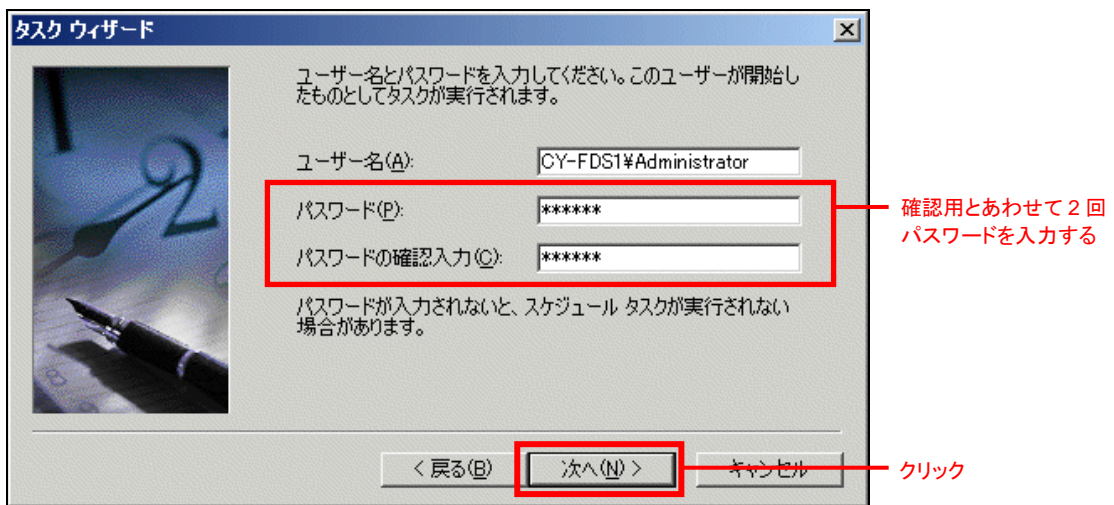 タスク ウィザード
ユーザー名とパスワードを入力してください。このユーザーが開始し
たものとしてタスクが実行されます。
ユーザー名(A):
CY-FDS1¥Administrator
パスワード(P):
******
パスワードの確認入力(C):
******
確認用とあわせて2回
パスワードを入力する
パスワードが入力されないと、スケジュール タスクが実行されない
場合があります。
< 戻る(B)
次へ(N) >
キャンセル
クリック